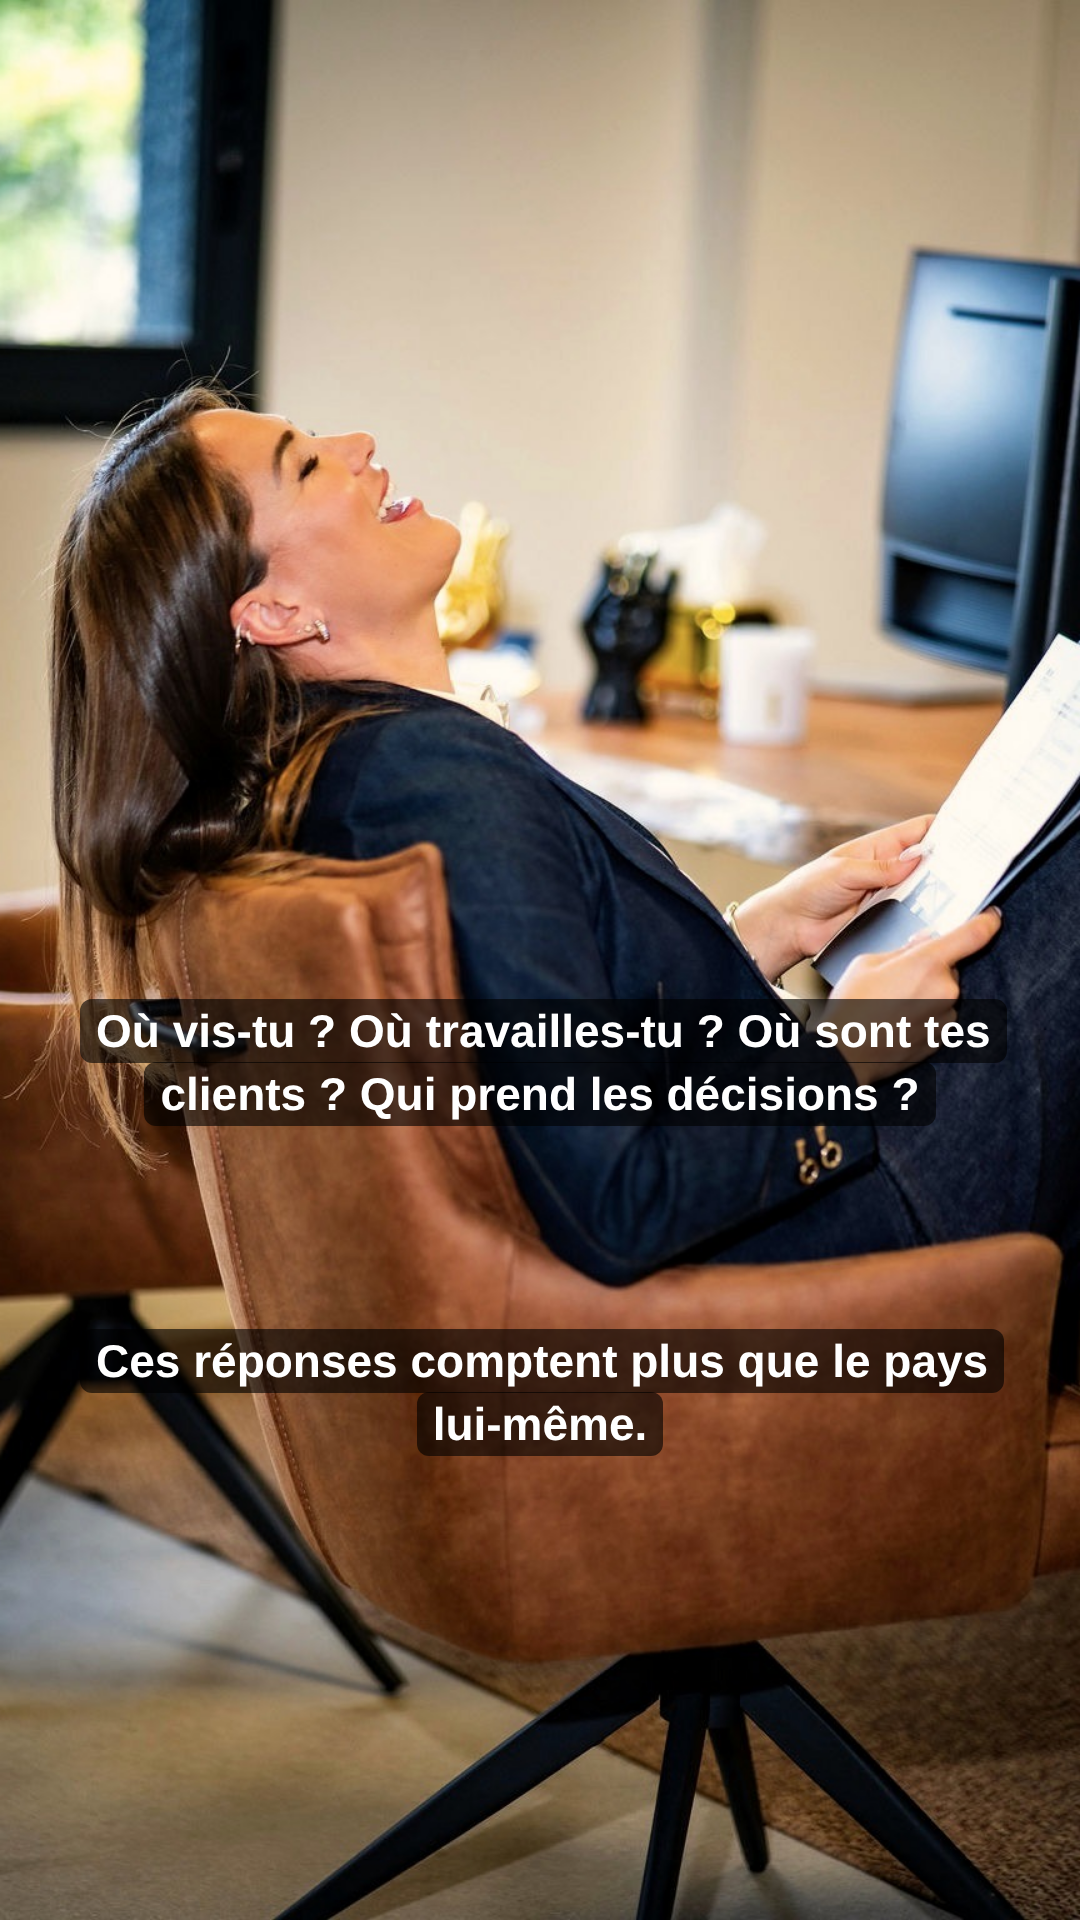 Où vis-tu ? Où travailles-tu ? Où sont tes
clients ? Qui prend les décisions ?
Ces réponses comptent plus que le pays
lui-même.